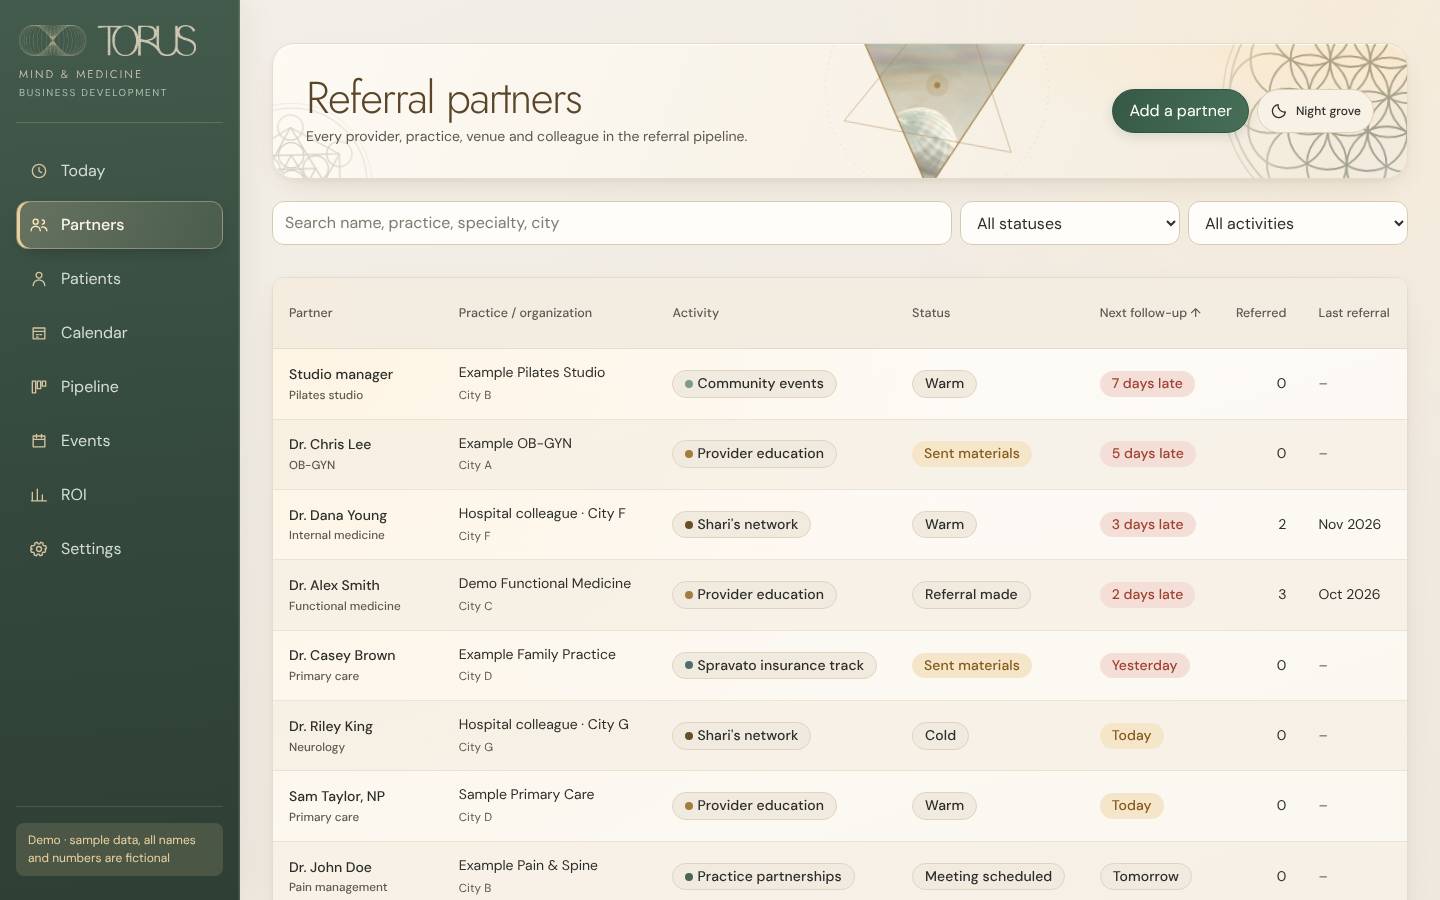 TORUS
MIND & MEDICINE
BUSINESS DEVELOPMENT
Today
Partners
Patients
Calendar
Pipeline
Events
ROI
Settings
Demo · sample data, all names
and numbers are fictional
Referral partners
Every provider, practice, venue and colleague in the referral pipeline.
Add a partner
Night grove
Search name, practice, specialty, city
All statuses
All activities
Partner Practice / organization Activity Status Next follow-up ↑ Referred Last referral
Studio manager Example Pilates Studio
Pilates studio City B
Community events Warm 7 days late 0 –
Dr. Chris Lee Example OB-GYN
OB-GYN City A
Provider education Sent materials 5 days late 0 –
Dr. Dana Young Hospital colleague · City F
Internal medicine City F
Shari's network Warm 3 days late 2 Nov 2026
Dr. Alex Smith Demo Functional Medicine
Functional medicine City C
Provider education Referral made 2 days late 3 Oct 2026
Dr. Casey Brown Example Family Practice
Primary care City D
Spravato insurance track Sent materials Yesterday 0 –
Dr. Riley King Hospital colleague · City G
Neurology City G
Shari's network Cold Today 0 –
Sam Taylor, NP Sample Primary Care
Primary care City D
Provider education Warm Today 0 –
Dr. John Doe Example Pain & Spine
Pain management City B
Practice partnerships Meeting scheduled Tomorrow 0 –